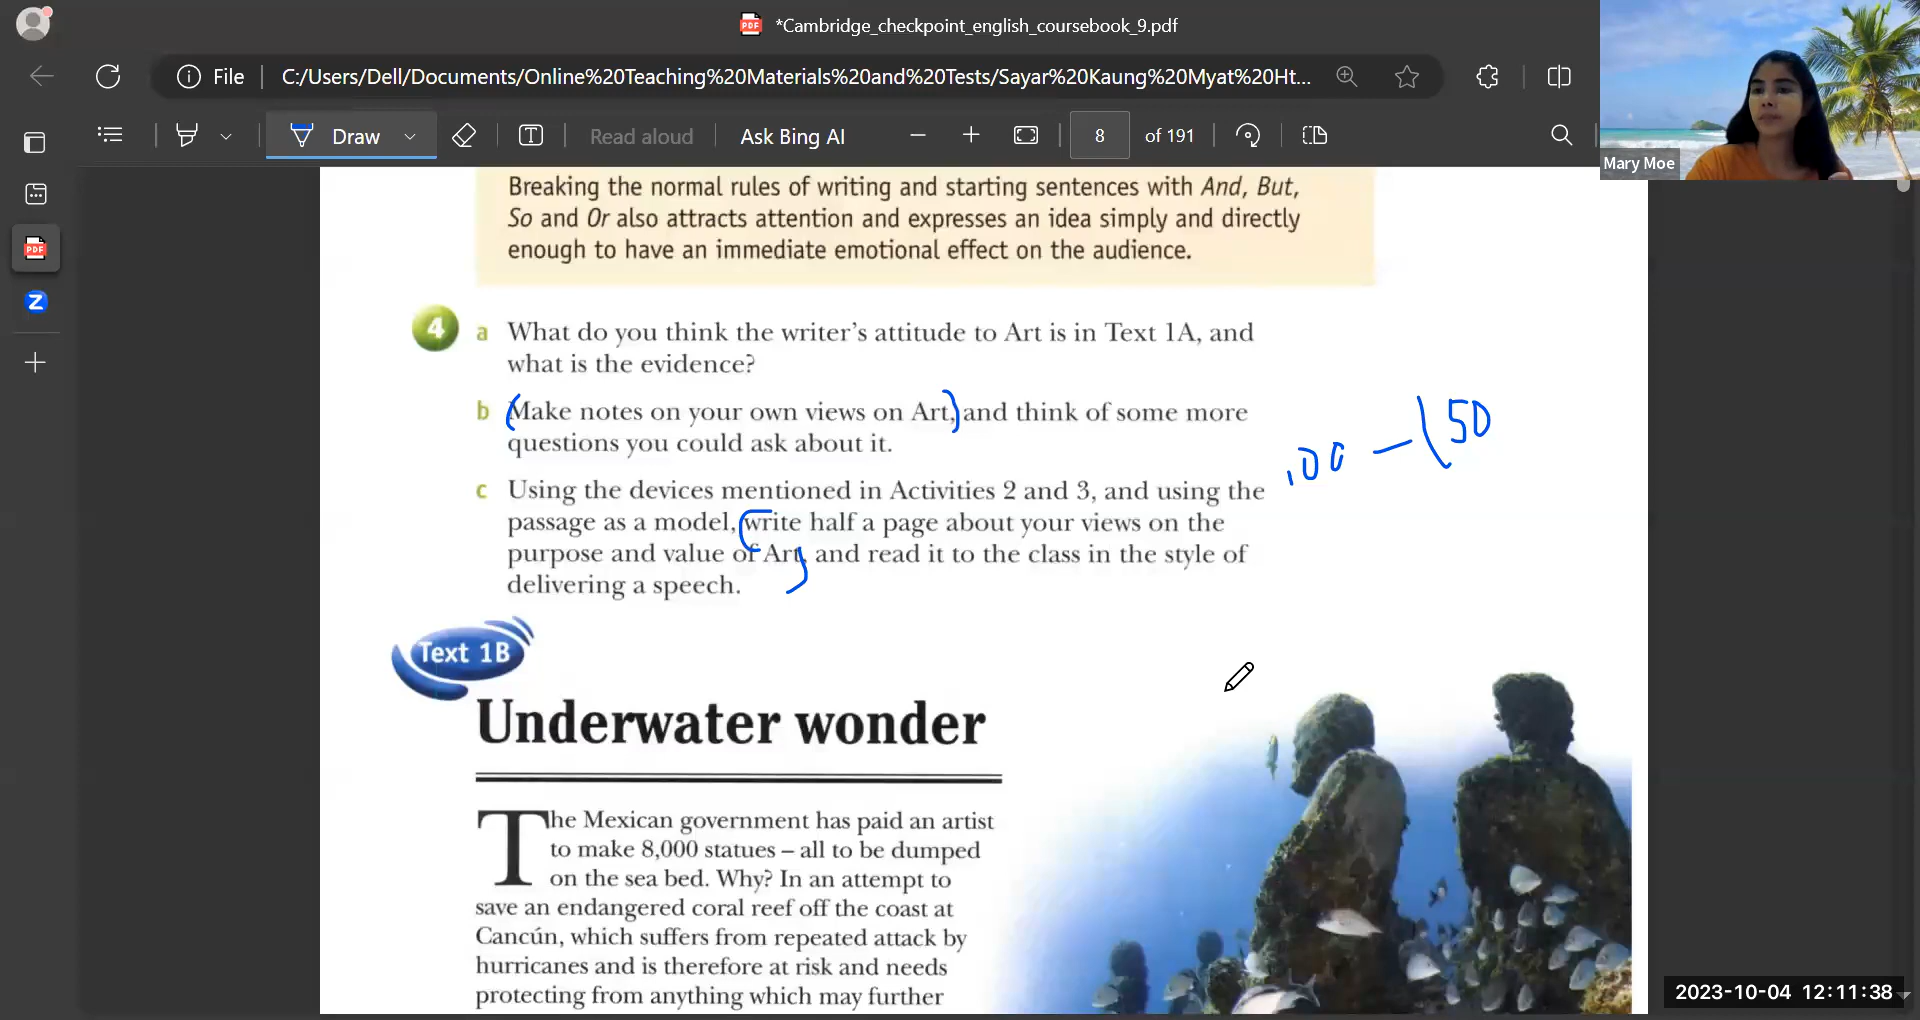 *Cambridge_checkpoint_english_coursebook_9.pdf
File
C:/Users/Dell/Documents/Online%20Teaching%20Materials%20and%20Tests/Sayar%20Kaung%20Myat%20Ht...
Draw
Read aloud
Ask Bing AI
8
of 191
Mary Moe
Breaking the normal rules of writing and starting sentences with And, But,
So and Or also attracts attention and expresses an idea simply and directly
enough to have an immediate emotional effect on the audience.
4
a What do you think the writer's attitude to Art is in Text 1A, and
what is the evidence?
b (Make notes on your own views on Art,) and think of some more
questions you could ask about it.
100 – 150
c Using the devices mentioned in Activities 2 and 3, and using the
passage as a model, (write half a page about your views on the
purpose and value of Art,) and read it to the class in the style of
delivering a speech.
Text 1B
Underwater wonder
The Mexican government has paid an artist
to make 8,000 statues – all to be dumped
on the sea bed. Why? In an attempt to
save an endangered coral reef off the coast at
Cancún, which suffers from repeated attack by
hurricanes and is therefore at risk and needs
protecting from anything which may further
2023-10-04 12:11:38